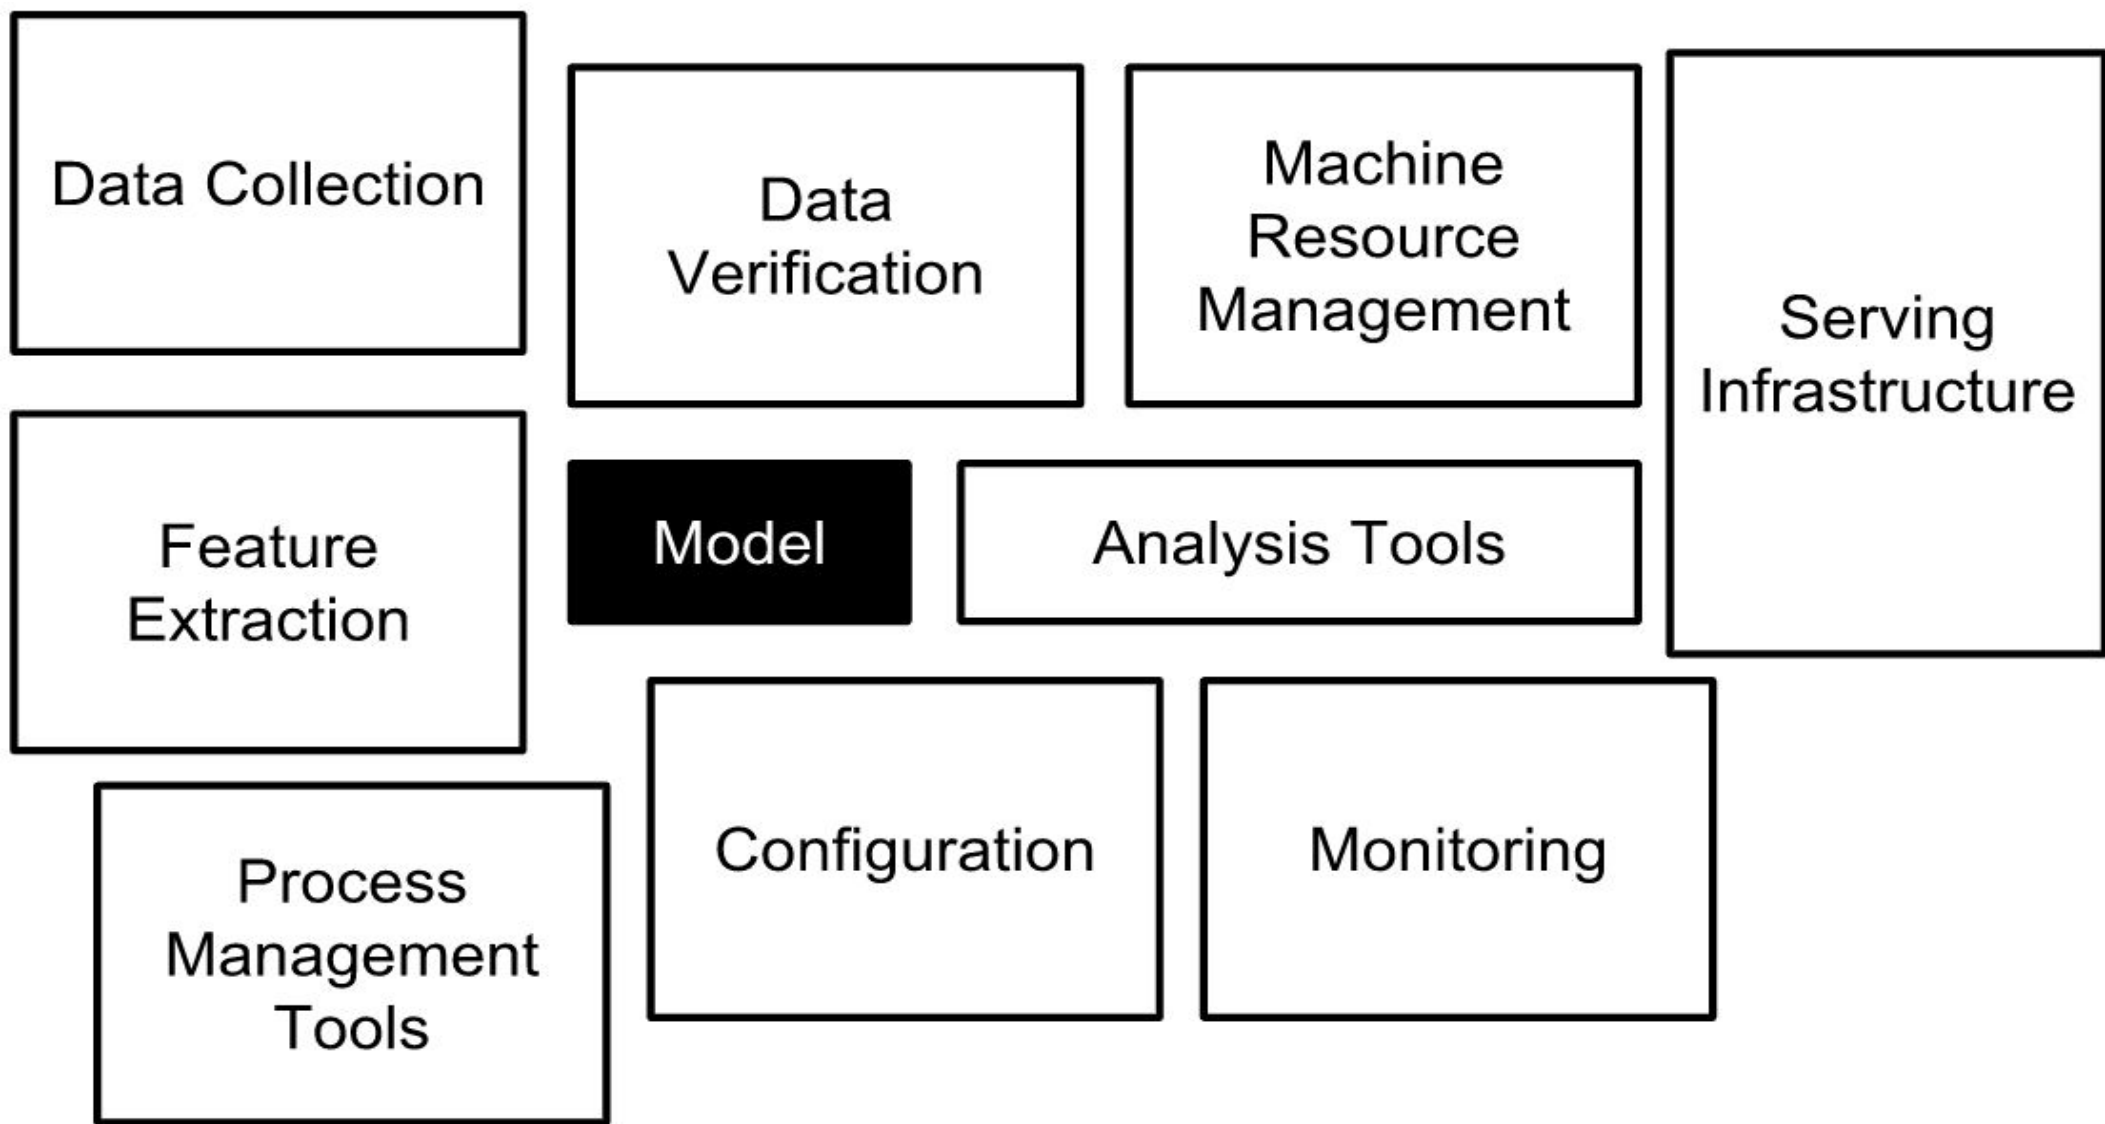 Data Collection
Data
Verification
Machine
Resource
Management
Serving
Infrastructure
Feature
Extraction
Model
Analysis Tools
Process
Management
Tools
Configuration
Monitoring